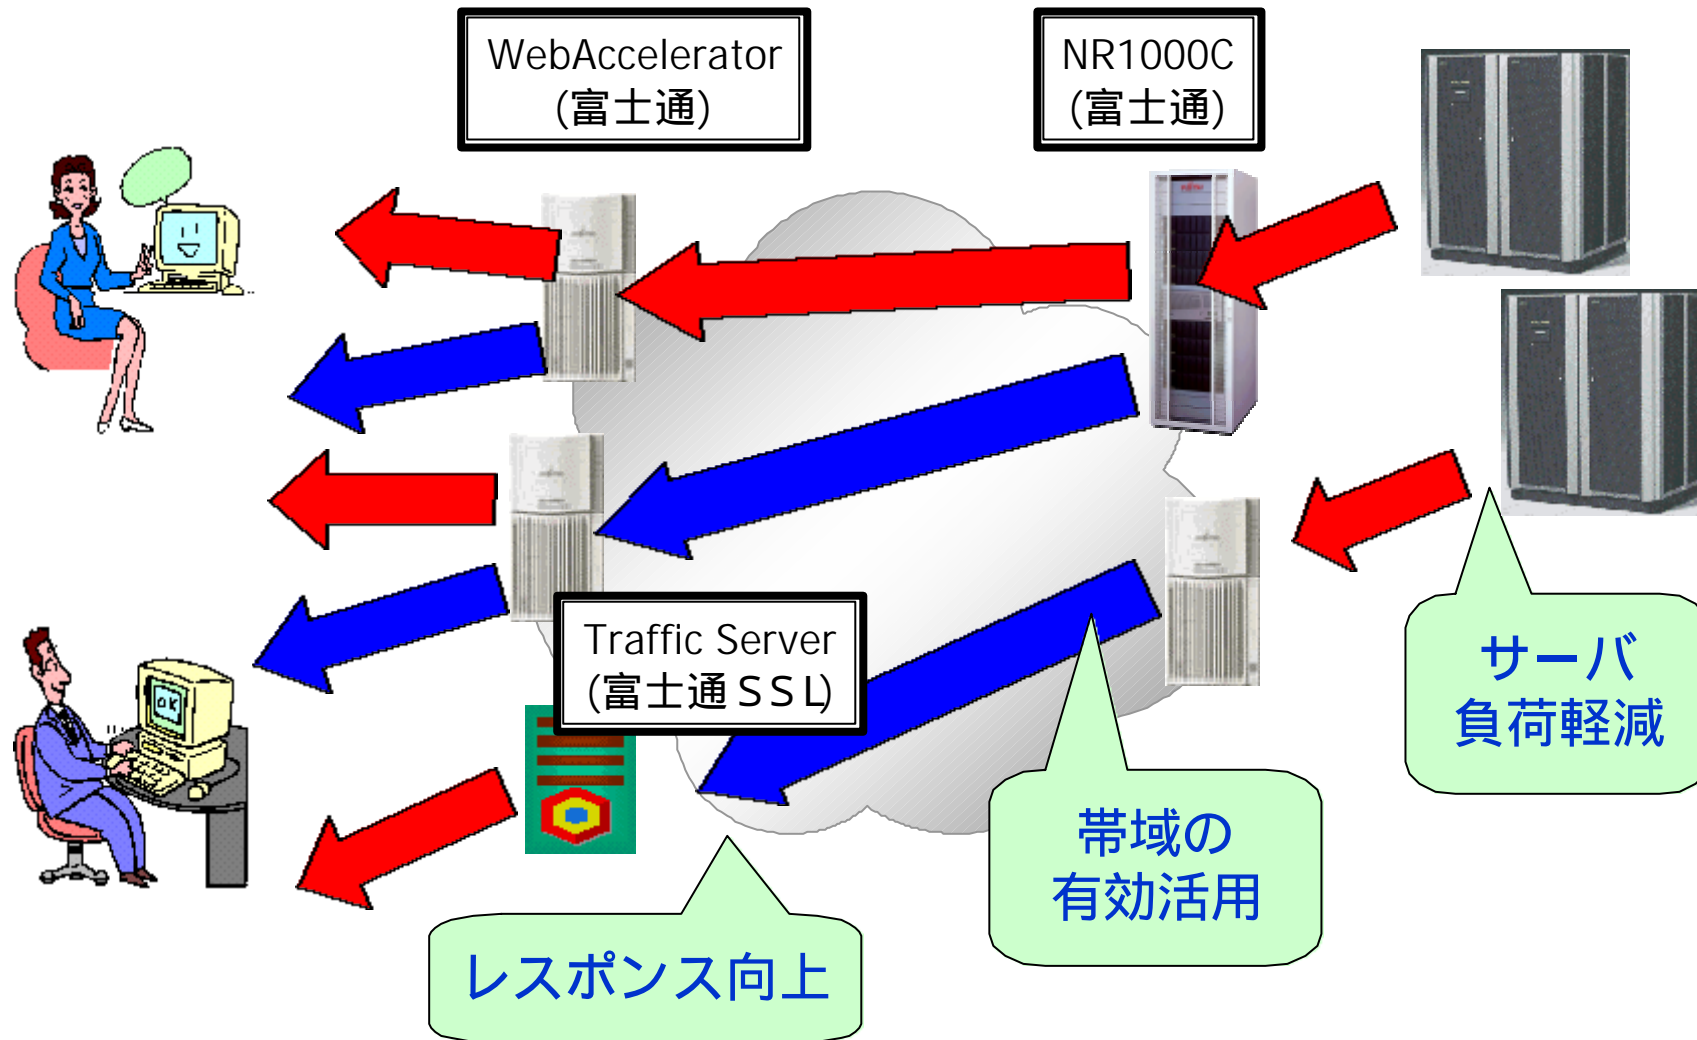 WebAccelerator
(富士通)
NR1000C
(富士通)
Traffic Server
(富士通ＳＳＬ)
サーバ
負荷軽減
帯域の
有効活用
レスポンス向上
OK